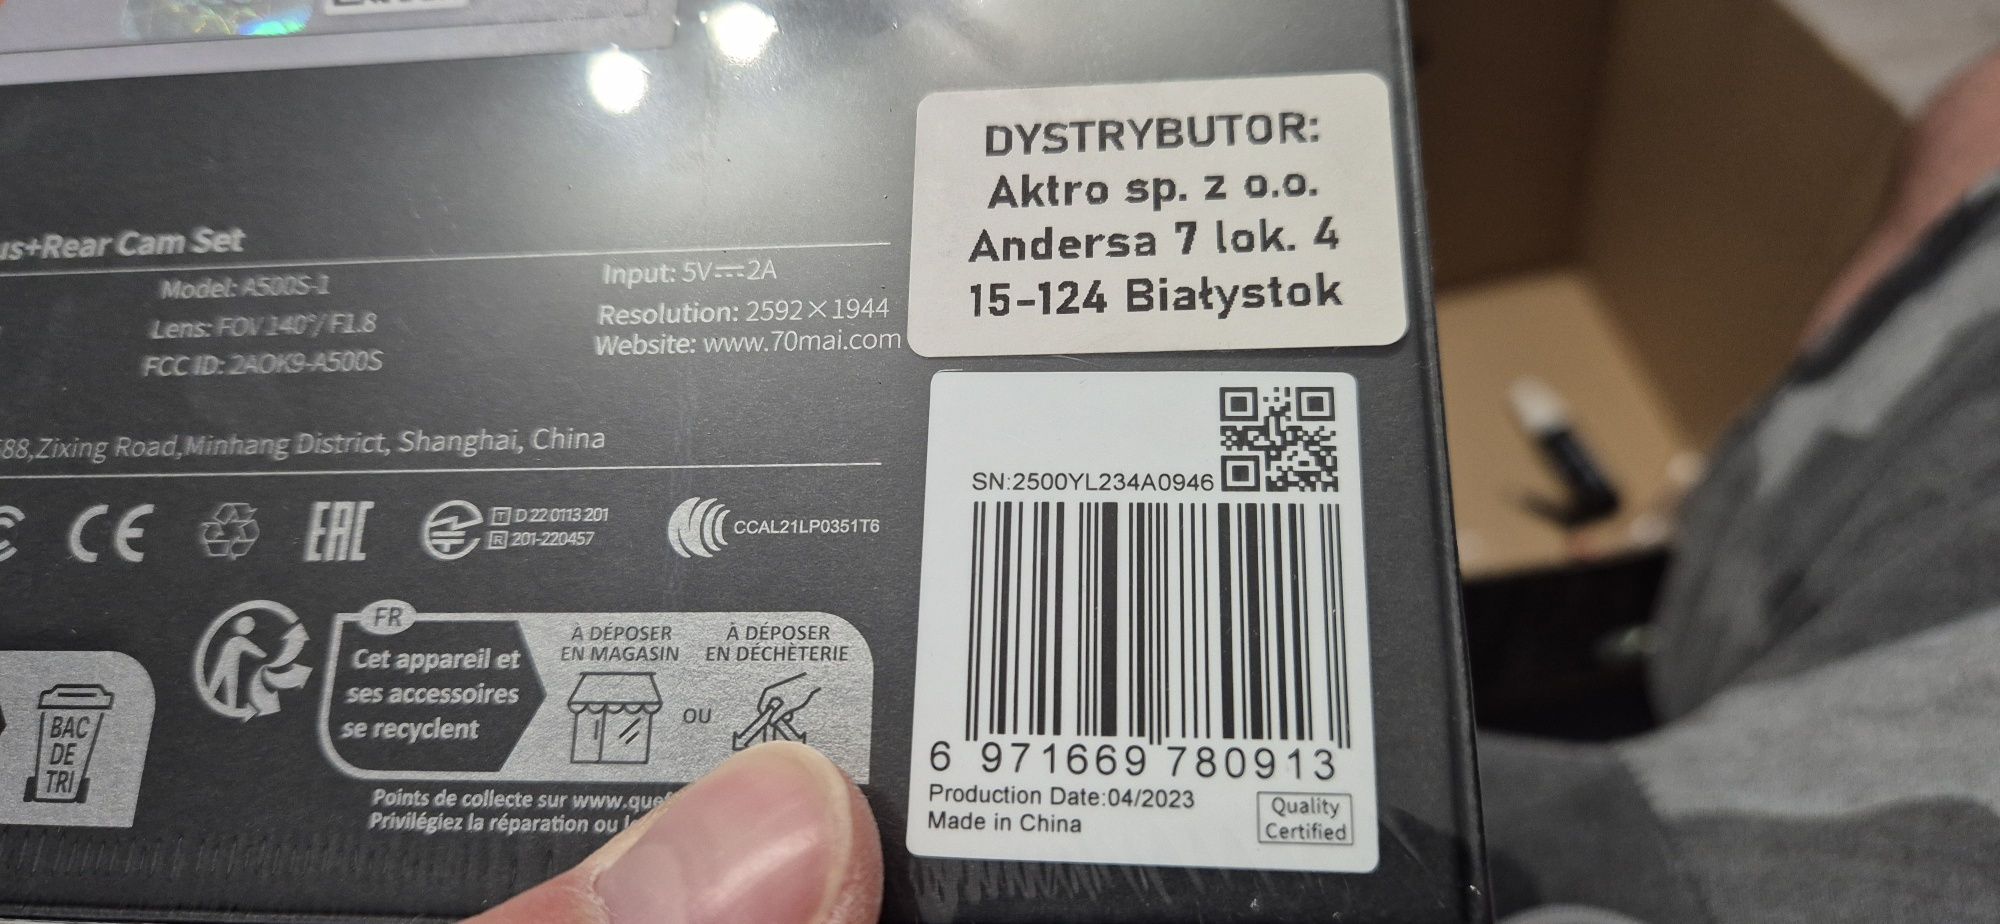 us+Rear Cam Set
Model: A500S-1
Lens: FOV 140°/ F1.8
FCC ID: 2AOK9-A500S
Input: 5V⎓2A
Resolution: 2592×1944
Website: www.70mai.com
588,Zixing Road,Minhang District, Shanghai, China
CE
EAC
T D 22 0113 201
R 201-220457
CCAL21LP0351T6
FR
Cet appareil et
ses accessoires
se recyclent
À DÉPOSER
EN MAGASIN
OU
À DÉPOSER
EN DÉCHÈTERIE
BAC
DE
TRI
Points de collecte sur www.que
Privilégiez la réparation ou
DYSTRYBUTOR:
Aktro sp. z o.o.
Andersa 7 lok. 4
15-124 Białystok
SN:2500YL234A0946
6 971669 780913
Production Date:04/2023
Made in China
Quality
Certified